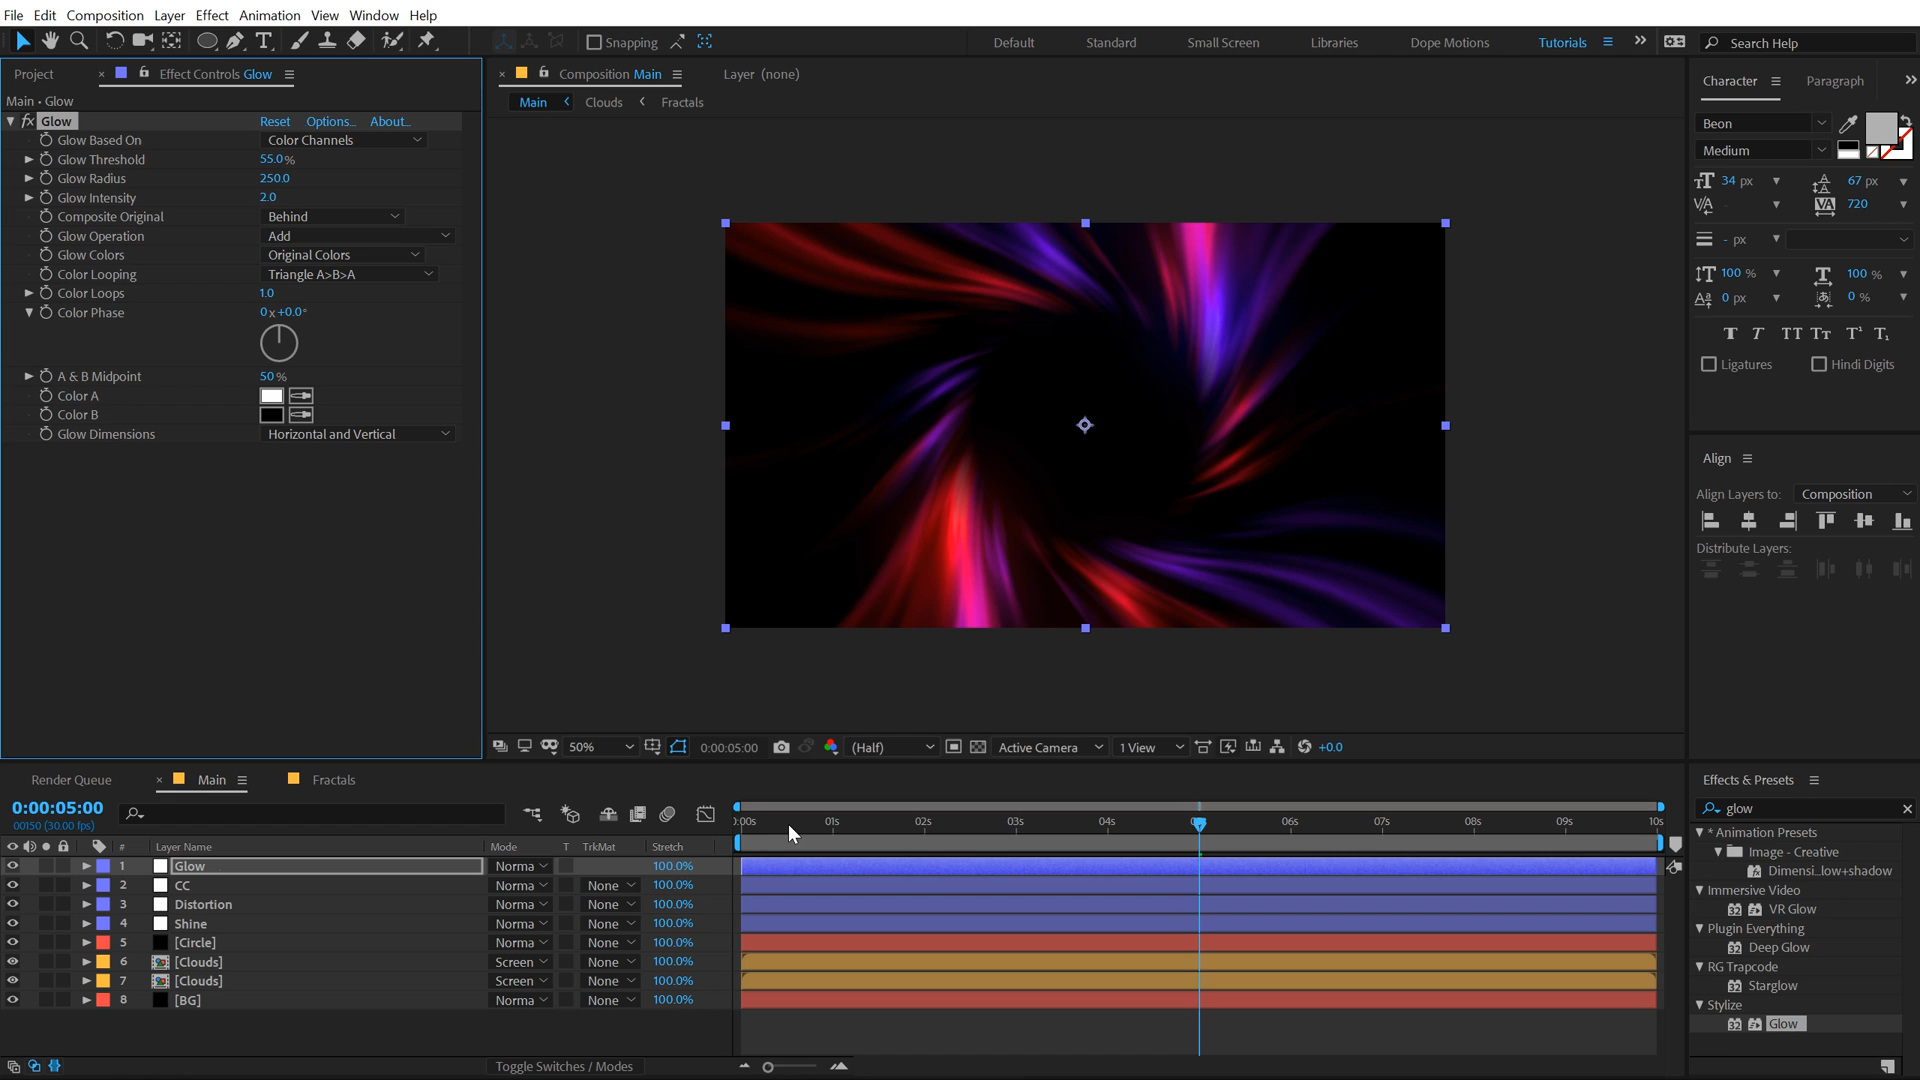 File Edit Composition Layer Effect Animation View Window Help
Snapping Default Standard Small Screen Libraries Dope Motions Tutorials Search Help
Project Effect Controls Glow Composition Main Layer (none) Character Paragraph
Main • Glow Main Clouds Fractals
fx Glow Reset Options... About...
Glow Based On Color Channels
Glow Threshold 55.0%
Glow Radius 250.0
Glow Intensity 2.0
Composite Original Behind
Glow Operation Add
Glow Colors Original Colors
Color Looping Triangle A>B>A
Color Loops 1.0
Color Phase 0x+0.0°
A & B Midpoint 50%
Color A
Color B
Glow Dimensions Horizontal and Vertical
Beon
Medium
34 px 67 px
720
- px
100 % 100 %
0 px 0 %
T T TT Tt T¹ T₁
Ligatures Hindi Digits
Align
Align Layers to: Composition
Distribute Layers:
50% 0:00:05:00 (Half) Active Camera 1 View +0.0
Render Queue Main Fractals
0:00:05:00
00150 (30.00 fps)
:00s 01s 02s 03s 04s 06s 07s 08s 09s 10s
# Layer Name Mode T TrkMat Stretch
1 Glow Norma 100.0%
2 CC Norma None 100.0%
3 Distortion Norma None 100.0%
4 Shine Norma None 100.0%
5 [Circle] Norma None 100.0%
6 [Clouds] Screen None 100.0%
7 [Clouds] Screen None 100.0%
8 [BG] Norma None 100.0%
Toggle Switches / Modes
Effects & Presets
glow
* Animation Presets
Image - Creative
Dimensi...low+shadow
Immersive Video
32 VR Glow
Plugin Everything
32 Deep Glow
RG Trapcode
32 Starglow
Stylize
32 Glow